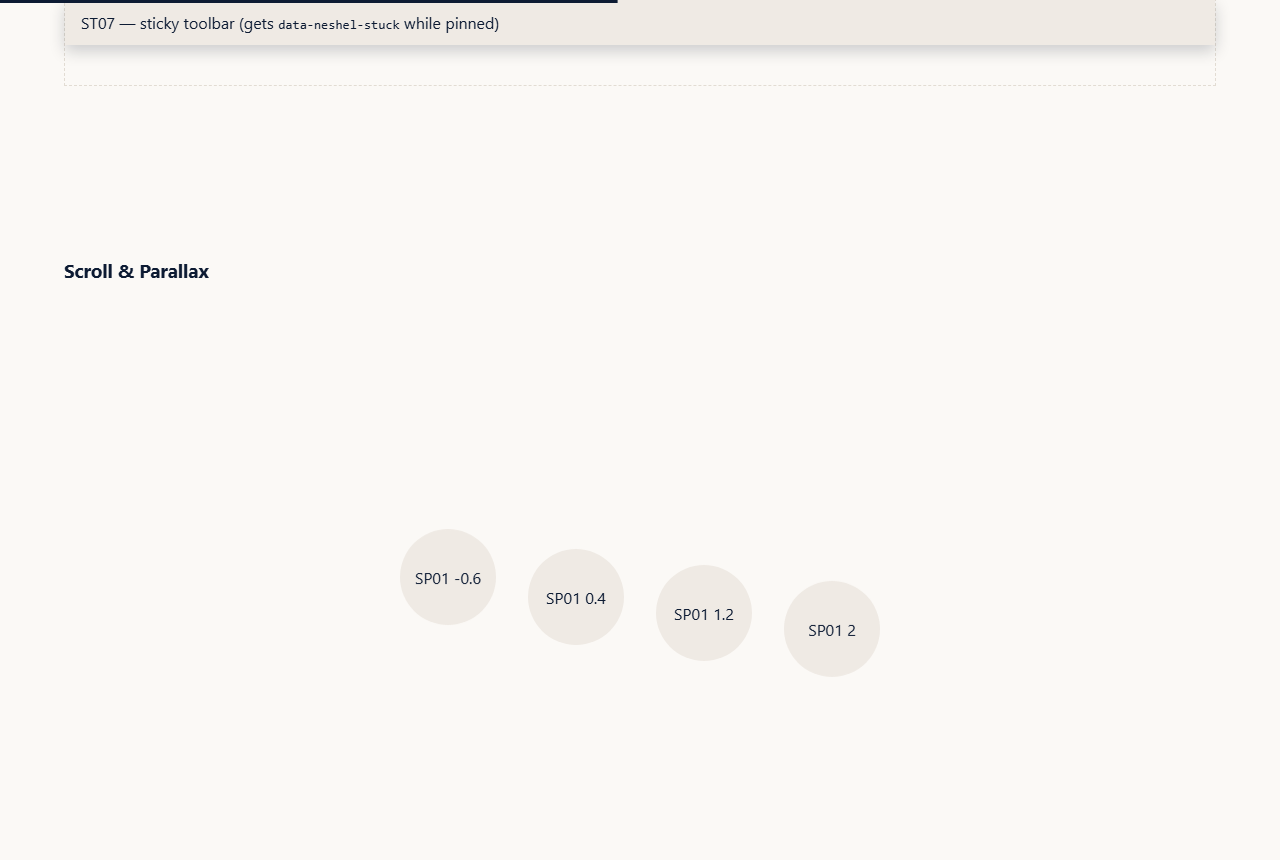 ST07 — sticky toolbar (gets data-neshel-stuck while pinned)
Scroll & Parallax
SP01 -0.6
SP01 0.4
SP01 1.2
SP01 2